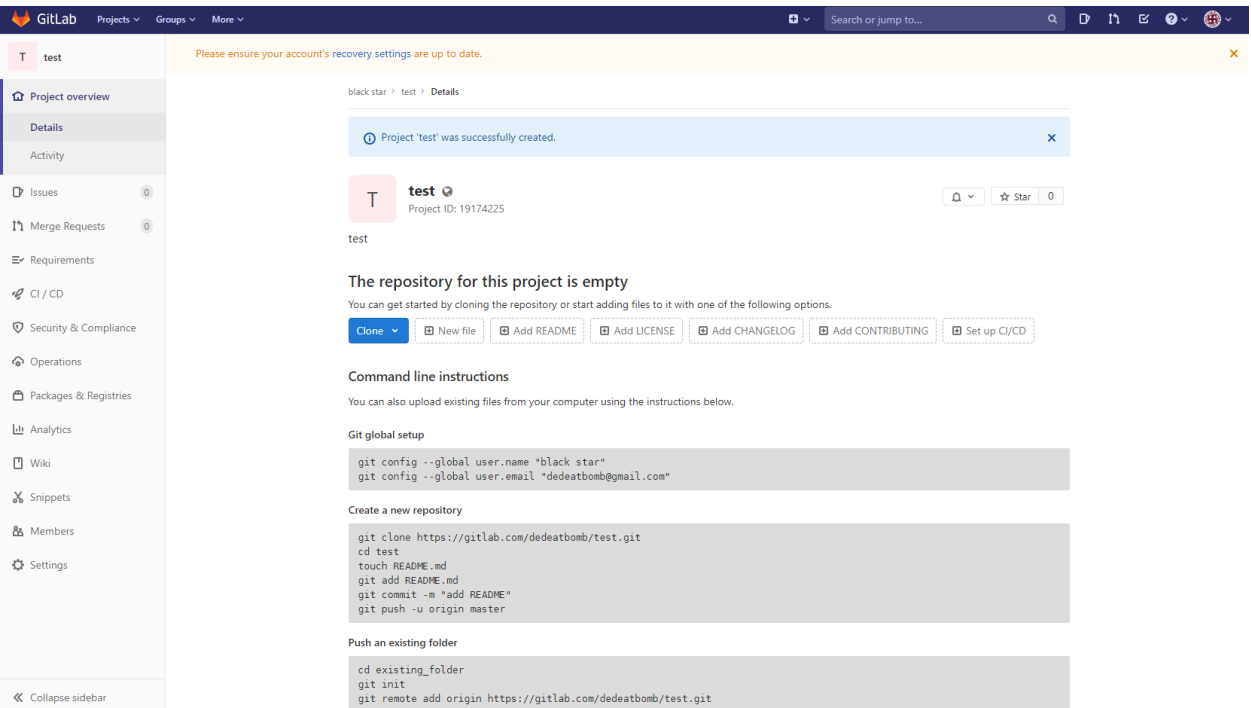 GitLab Projects Groups More Search or jump to...
T test
Please ensure your account's recovery settings are up to date.
Project overview
Details
Activity
Issues 0
Merge Requests 0
Requirements
CI / CD
Security & Compliance
Operations
Packages & Registries
Analytics
Wiki
Snippets
Members
Settings
Collapse sidebar
black star > test > Details
Project 'test' was successfully created.
T
test
Project ID: 19174225
Star 0
test
The repository for this project is empty
You can get started by cloning the repository or start adding files to it with one of the following options.
Clone New file Add README Add LICENSE Add CHANGELOG Add CONTRIBUTING Set up CI/CD
Command line instructions
You can also upload existing files from your computer using the instructions below.
Git global setup
git config --global user.name "black star"
git config --global user.email "dedeatbomb@gmail.com"
Create a new repository
git clone https://gitlab.com/dedeatbomb/test.git
cd test
touch README.md
git add README.md
git commit -m "add README"
git push -u origin master
Push an existing folder
cd existing_folder
git init
git remote add origin https://gitlab.com/dedeatbomb/test.git